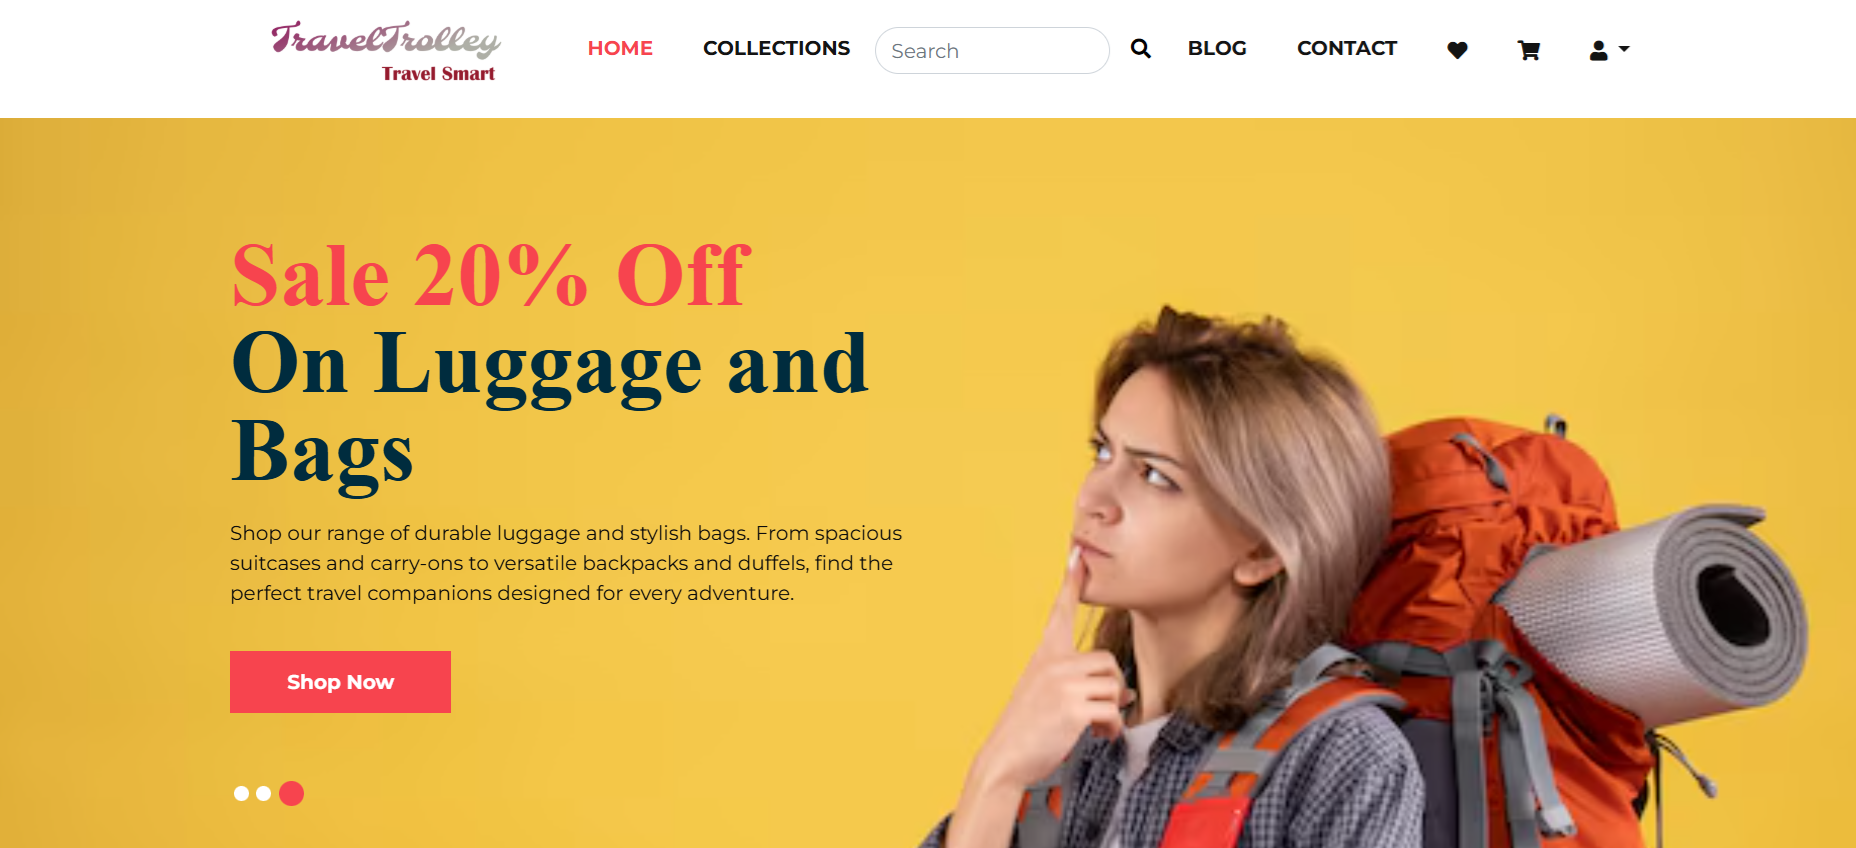 TravelTrolley
Travel Smart
HOME
COLLECTIONS
Search
BLOG
CONTACT
Sale 20% Off
On Luggage and
Bags
Shop our range of durable luggage and stylish bags. From spacious
suitcases and carry-ons to versatile backpacks and duffels, find the
perfect travel companions designed for every adventure.
Shop Now